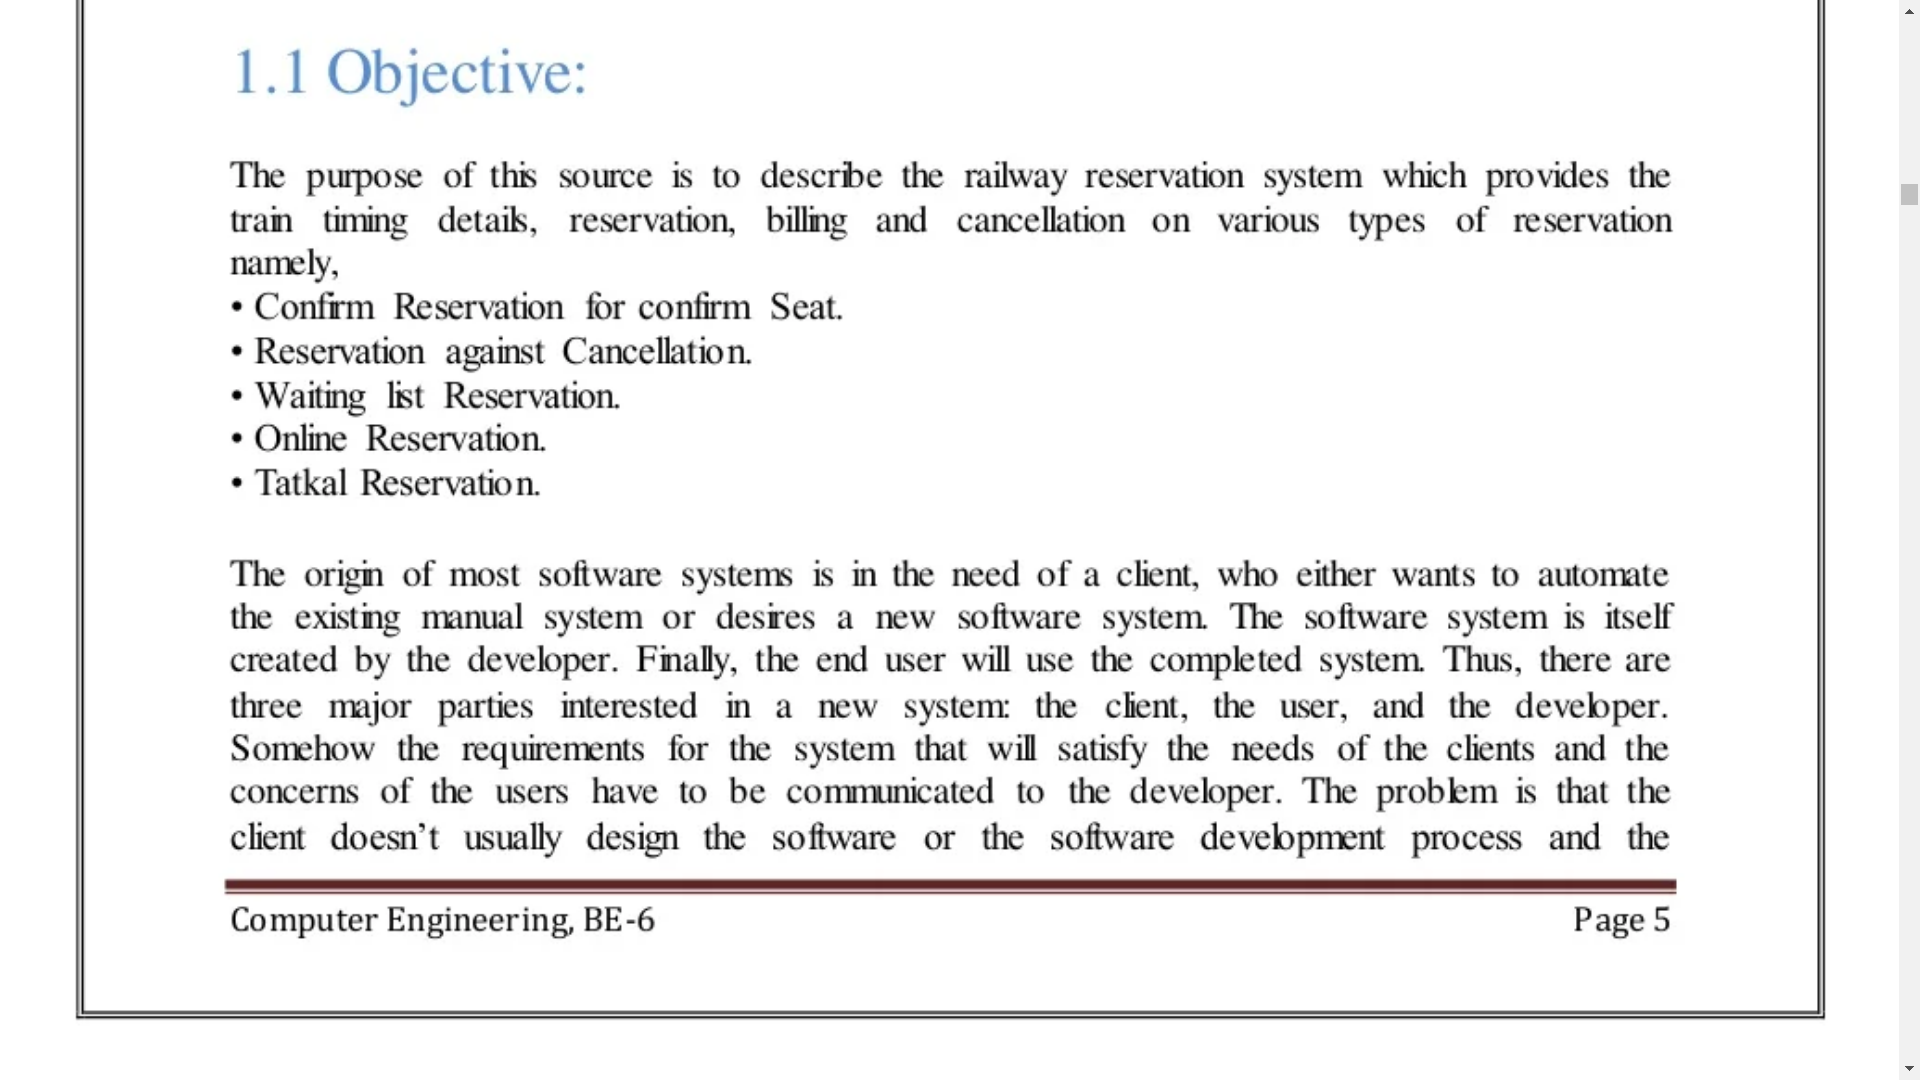 1.1 Objective:
The purpose of this source is to describe the railway reservation system which provides the
train timing details, reservation, billing and cancellation on various types of reservation
namely,
• Confirm Reservation for confirm Seat.
• Reservation against Cancellation.
• Waiting list Reservation.
• Online Reservation.
• Tatkal Reservation.
The origin of most software systems is in the need of a client, who either wants to automate
the existing manual system or desires a new software system. The software system is itself
created by the developer. Finally, the end user will use the completed system. Thus, there are
three major parties interested in a new system: the client, the user, and the developer.
Somehow the requirements for the system that will satisfy the needs of the clients and the
concerns of the users have to be communicated to the developer. The problem is that the
client doesn’t usually design the software or the software development process and the
Computer Engineering, BE-6 Page 5